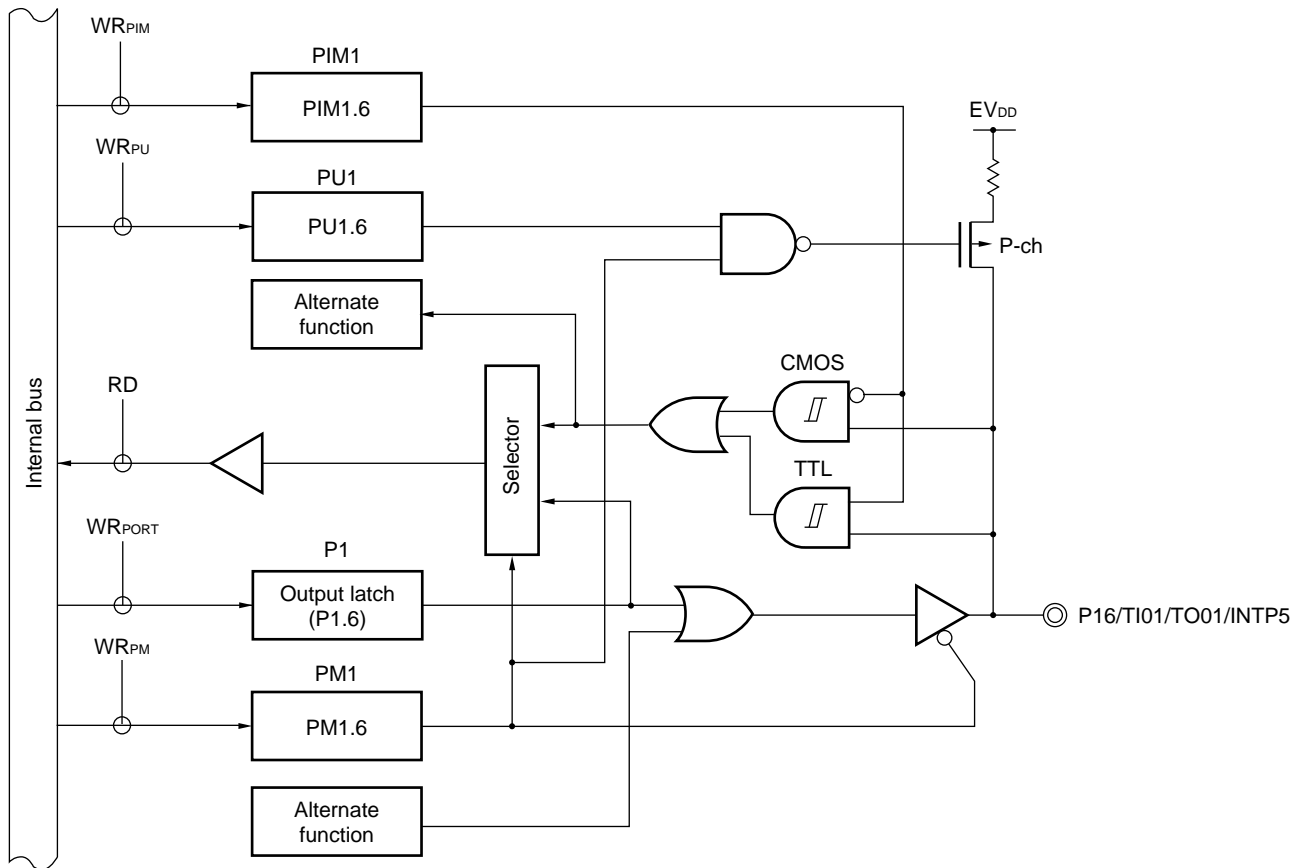 WRPIM
PIM1
PIM1.6
EVDD
WRPU
PU1
PU1.6
P-ch
Alternate
function
CMOS
RD
Internal bus
Selector
TTL
WRPORT
P1
Output latch
(P1.6)
P16/TI01/TO01/INTP5
WRPM
PM1
PM1.6
Alternate
function